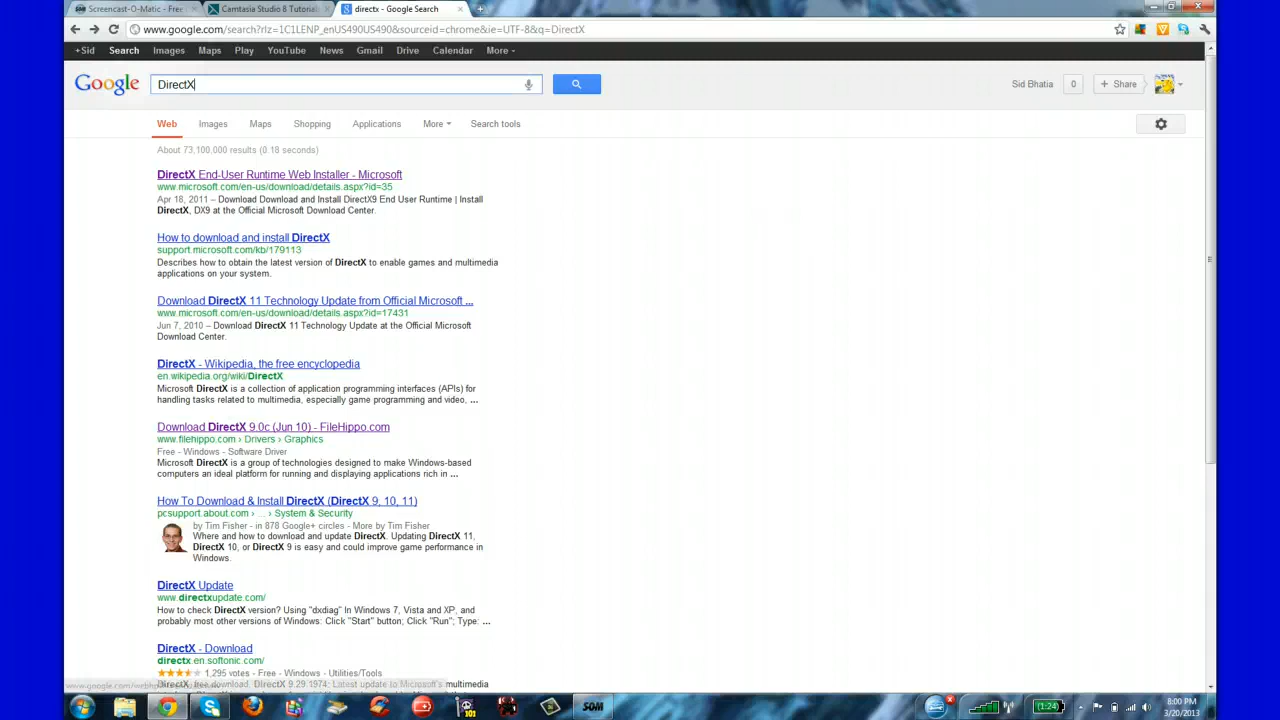 Screencast-O-Matic - Free
Camtasia Studio 8 Tutorials
directx - Google Search
www.google.com/search?rlz=1C1LENP_enUS490US490&sourceid=chrome&ie=UTF-8&q=DirectX
+Sid Search Images Maps Play YouTube News Gmail Drive Calendar More
Google
DirectX
Sid Bhatia 0 + Share
Web Images Maps Shopping Applications More Search tools
About 73,100,000 results (0.18 seconds)
DirectX End-User Runtime Web Installer - Microsoft
www.microsoft.com/en-us/download/details.aspx?id=35
Apr 18, 2011 – Download Download and Install DirectX9 End User Runtime | Install
DirectX, DX9 at the Official Microsoft Download Center.
How to download and install DirectX
support.microsoft.com/kb/179113
Describes how to obtain the latest version of DirectX to enable games and multimedia
applications on your system.
Download DirectX 11 Technology Update from Official Microsoft ...
www.microsoft.com/en-us/download/details.aspx?id=17431
Jun 7, 2010 – Download DirectX 11 Technology Update at the Official Microsoft
Download Center.
DirectX - Wikipedia, the free encyclopedia
en.wikipedia.org/wiki/DirectX
Microsoft DirectX is a collection of application programming interfaces (APIs) for
handling tasks related to multimedia, especially game programming and video, ...
Download DirectX 9.0c (Jun 10) - FileHippo.com
www.filehippo.com › Drivers › Graphics
Free - Windows - Software Driver
Microsoft DirectX is a group of technologies designed to make Windows-based
computers an ideal platform for running and displaying applications rich in ...
How To Download & Install DirectX (DirectX 9, 10, 11)
pcsupport.about.com › ... › System & Security
by Tim Fisher - in 878 Google+ circles - More by Tim Fisher
Where and how to download and update DirectX. Updating DirectX 11,
DirectX 10, or DirectX 9 is easy and could improve game performance in
Windows.
DirectX Update
www.directxupdate.com/
How to check DirectX version? Using "dxdiag" In Windows 7, Vista and XP, and
probably most other versions of Windows: Click "Start" button; Click "Run"; Type: ...
DirectX - Download
directx.en.softonic.com/
1,295 votes - Free - Windows - Utilities/Tools
DirectX 9.29.1974: Latest update to Microsoft's multimedia
101
SOM
(1:24)
8:00 PM
3/20/2013